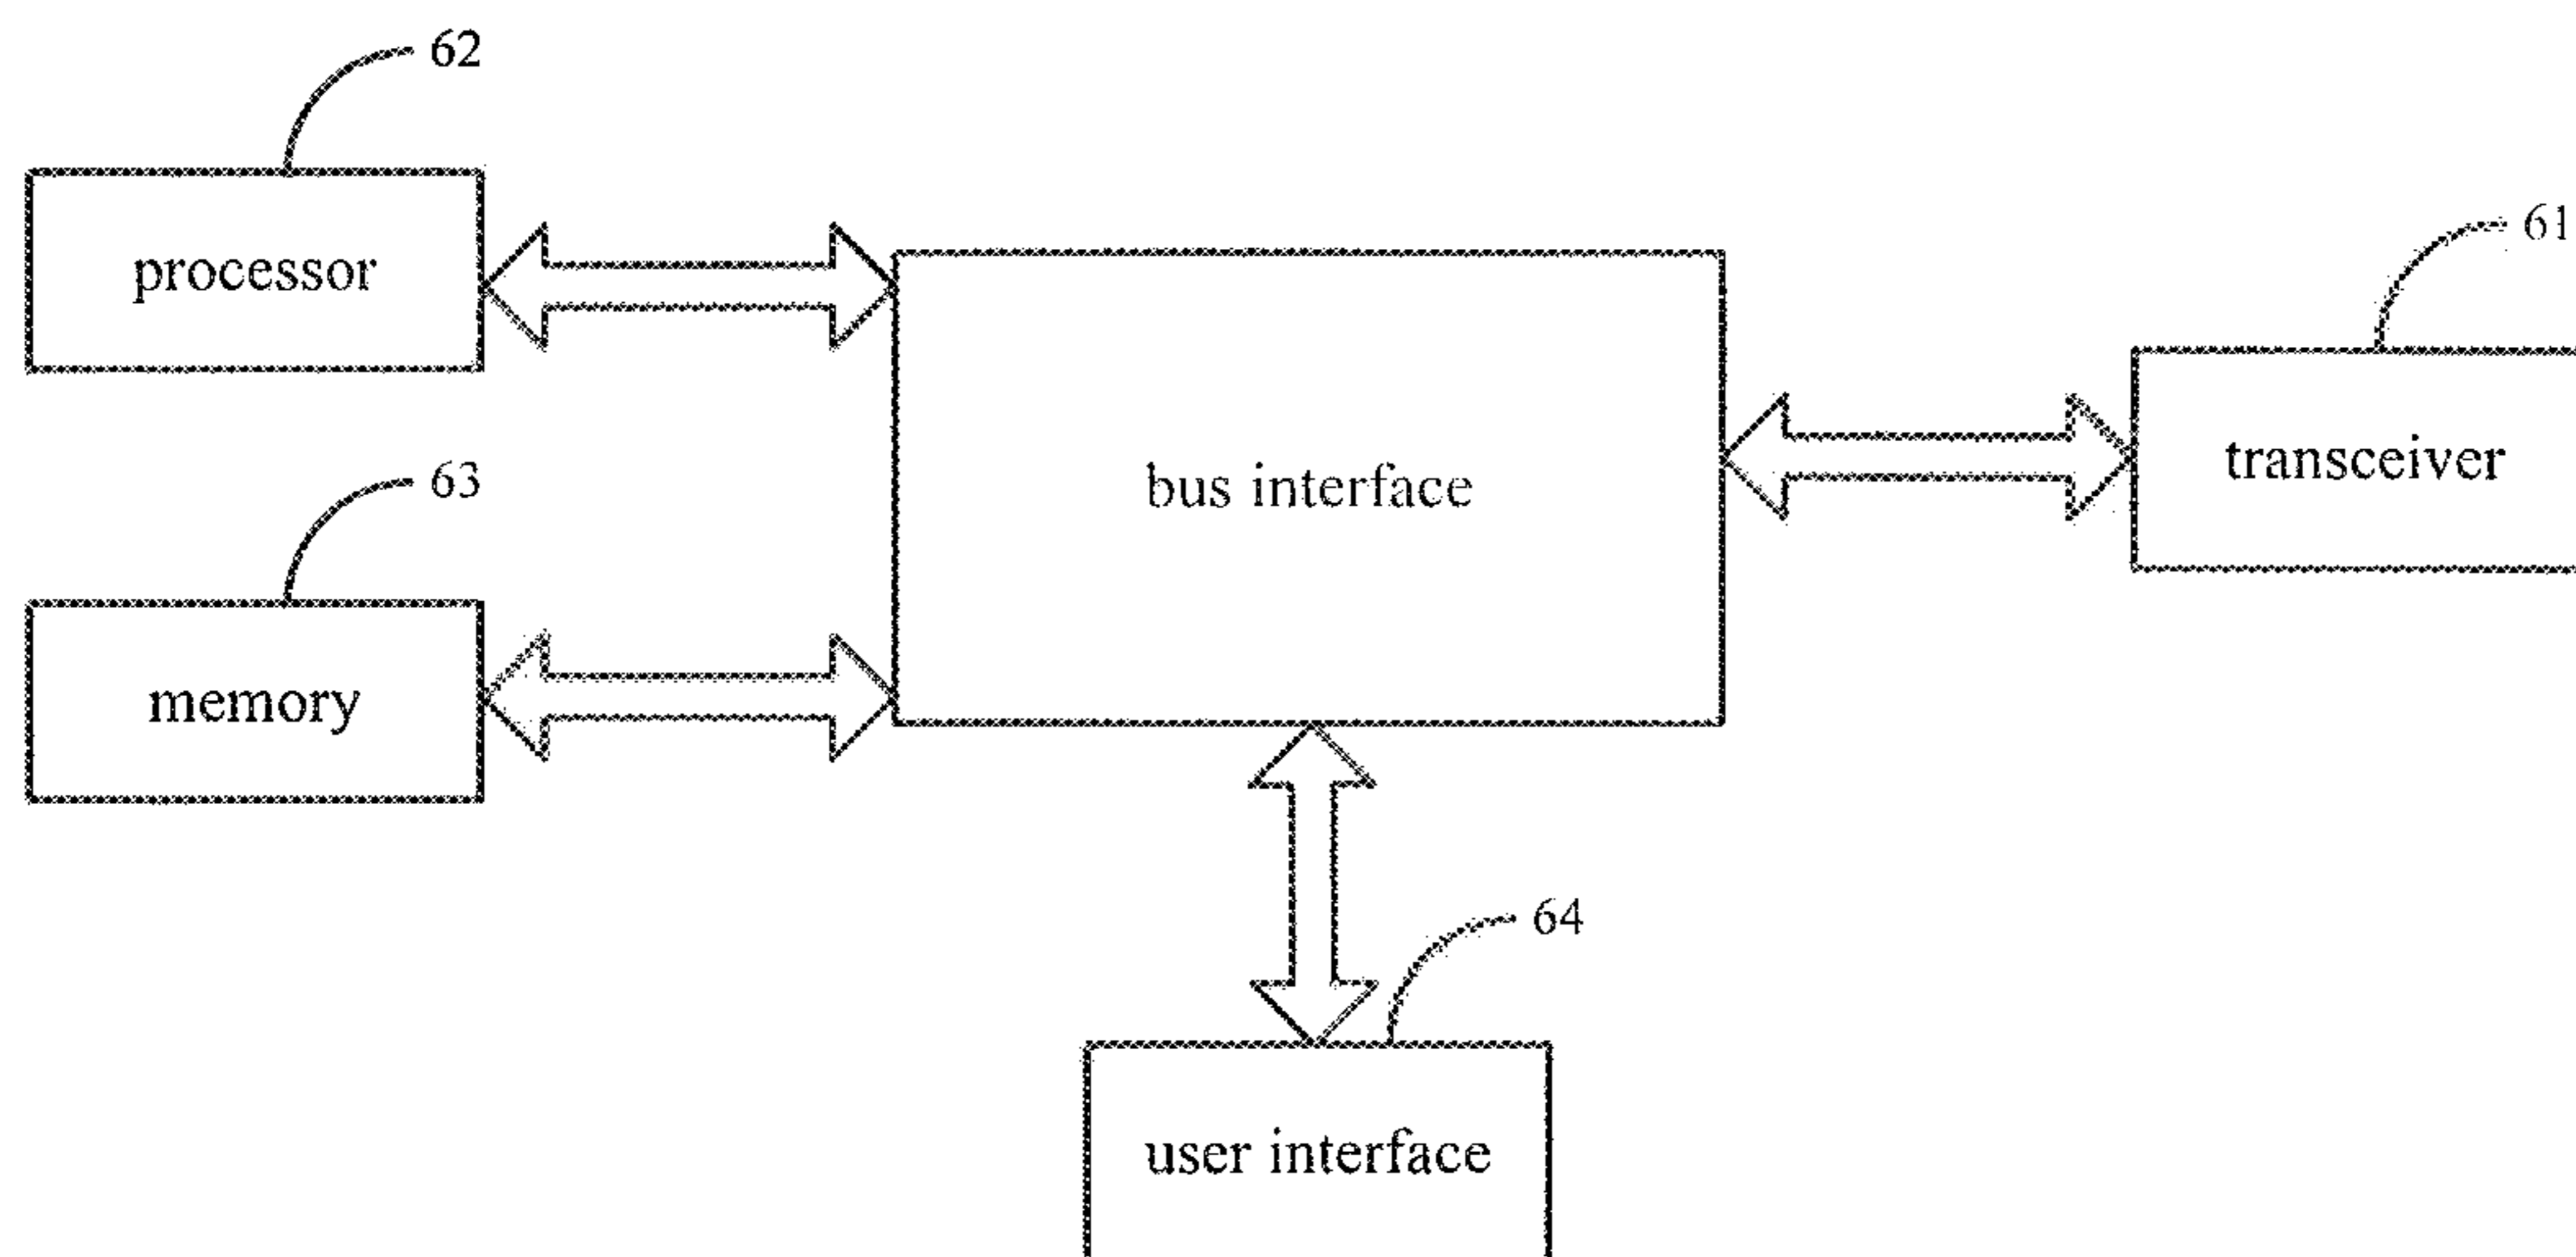 62
processor
61
bus interface
transceiver
63
memory
64
user interface